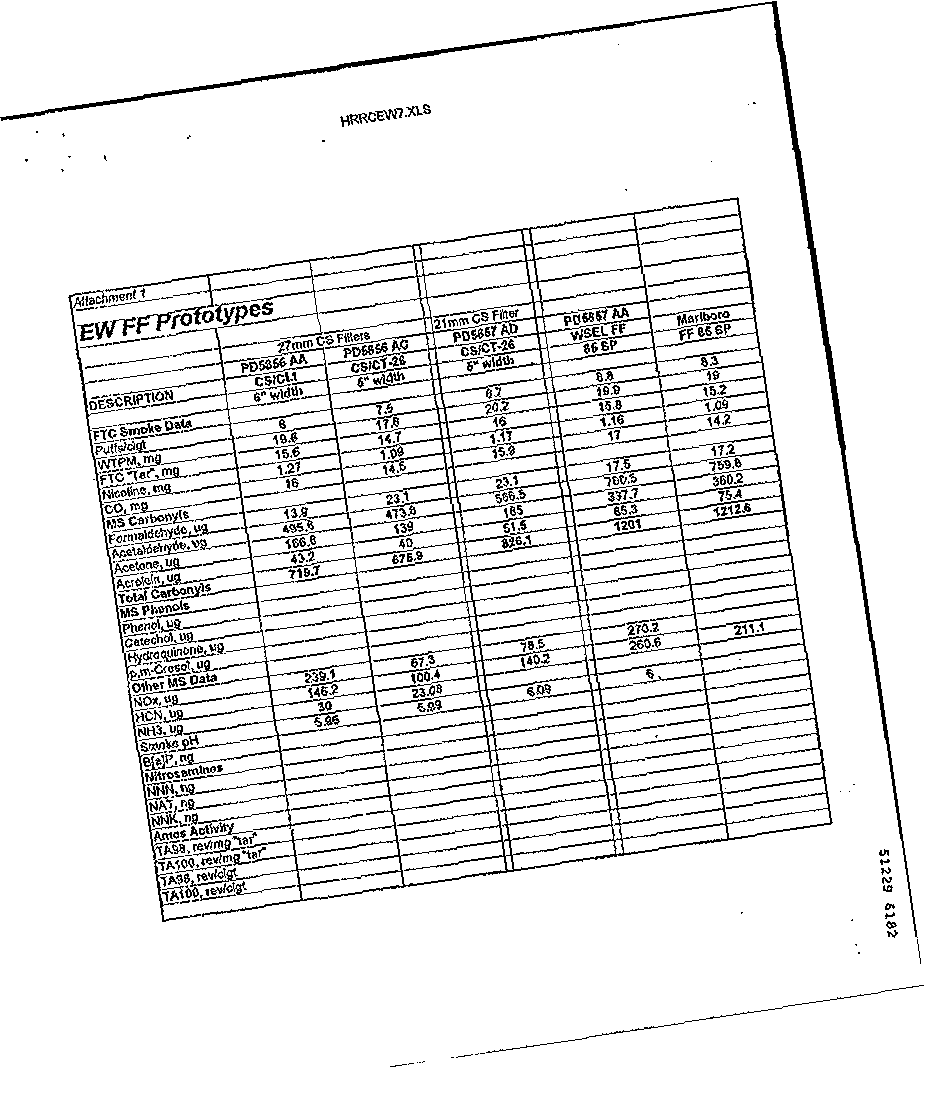 HRRCEW7.XLS
Attachment 1
EW FF Prototypes
27mm CS Filters 21mm CS Filter
PD5856 AA PD5856 AG PD5857 AD PD5857 AA Marlboro
CS/CL1 CS/CT-26 CS/CT-26 WSEL FF FF 85 SP
DESCRIPTION 6" width 6" width 6" width 85 SP
FTC Smoke Data
Puffs/cigt 8 7.5 8.7 8.8 8.3
WTPM, mg 19.6 17.8 20.2 19.9 19
FTC "Tar", mg 15.6 14.7 16 15.8 15.2
Nicotine, mg 1.27 1.09 1.17 1.16 1.09
CO, mg 16 14.5 15.8 17 14.2
MS Carbonyls
Formaldehyde, ug 13.9 23.1 23.1 17.5 17.2
Acetaldehyde, ug 495.8 473.8 586.5 780.5 759.8
Acetone, ug 166.8 139 165 337.7 360.2
Acrolein, ug 43.2 40 51.5 65.3 75.4
Total Carbonyls 719.7 675.9 826.1 1201 1212.6
MS Phenols
Phenol, ug
Catechol, ug
Hydroquinone, ug
p,m-Cresol, ug
Other MS Data
NOx, ug 239.1 67.3 78.5 270.2 211.1
HCN, ug 146.2 100.4 140.2 260.6
NH3, ug 30 23.08
Smoke pH 5.96 5.99 6.09 6
B[a]P, ng
Nitrosamines
NNN, ng
NAT, ng
NNK, ng
Ames Activity
TA98, rev/mg "tar"
TA100, rev/mg "tar"
TA98, rev/cigt
TA100, rev/cigt
51229 6182